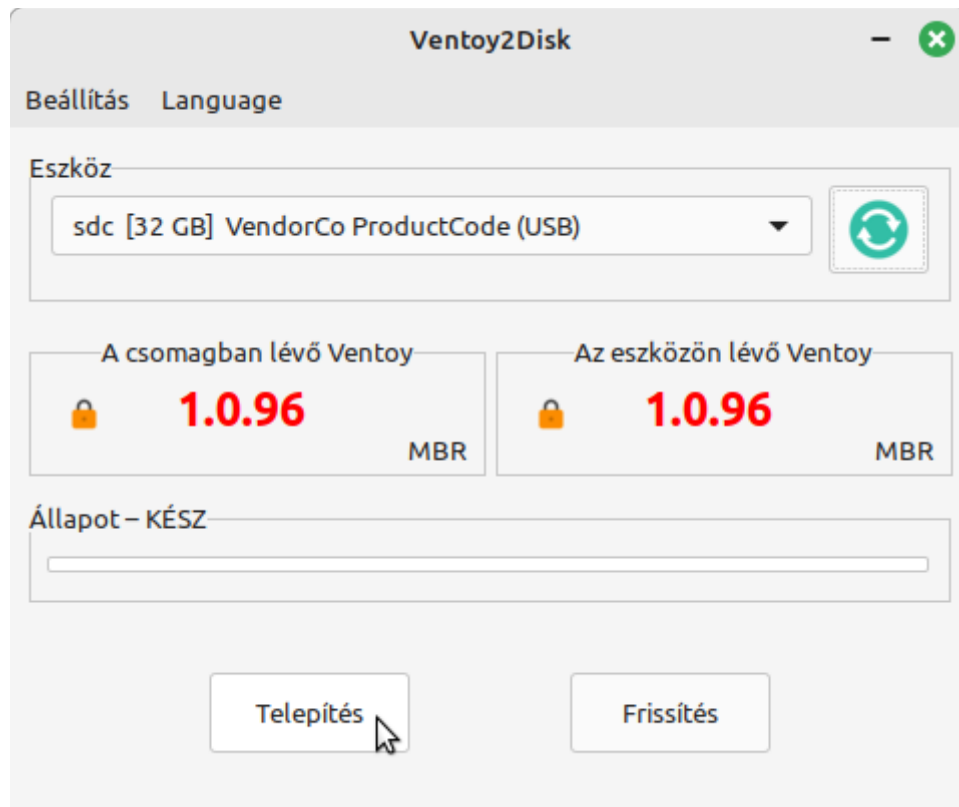 Ventoy2Disk
Beállítás Language
Eszköz
sdc [32 GB] VendorCo ProductCode (USB)
A csomagban lévő Ventoy
1.0.96
MBR
Az eszközön lévő Ventoy
1.0.96
MBR
Állapot – KÉSZ
Telepítés
Frissítés